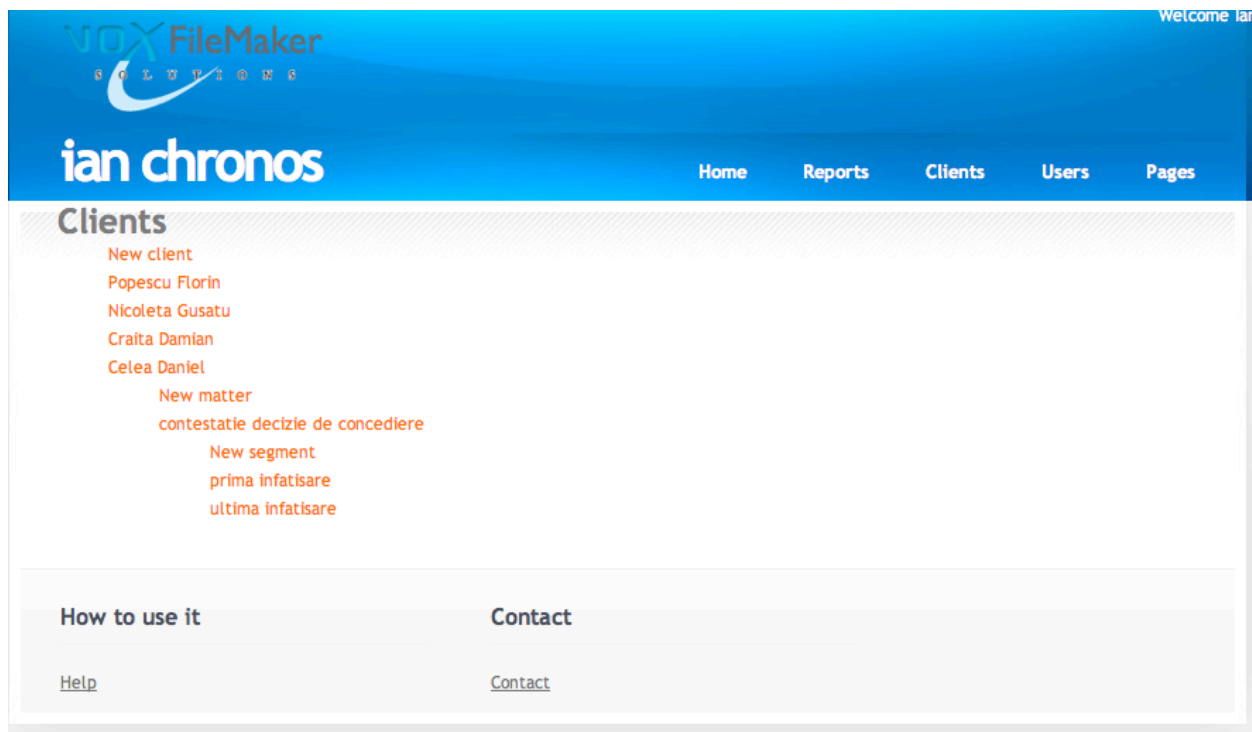 Welcome Ian
VOX FileMaker
SOLUTIONS
ian chronos
Home Reports Clients Users Pages
Clients
New client
Popescu Florin
Nicoleta Gusatu
Craita Damian
Celea Daniel
New matter
contestatie decizie de concediere
New segment
prima infatisare
ultima infatisare
How to use it Contact
Help Contact